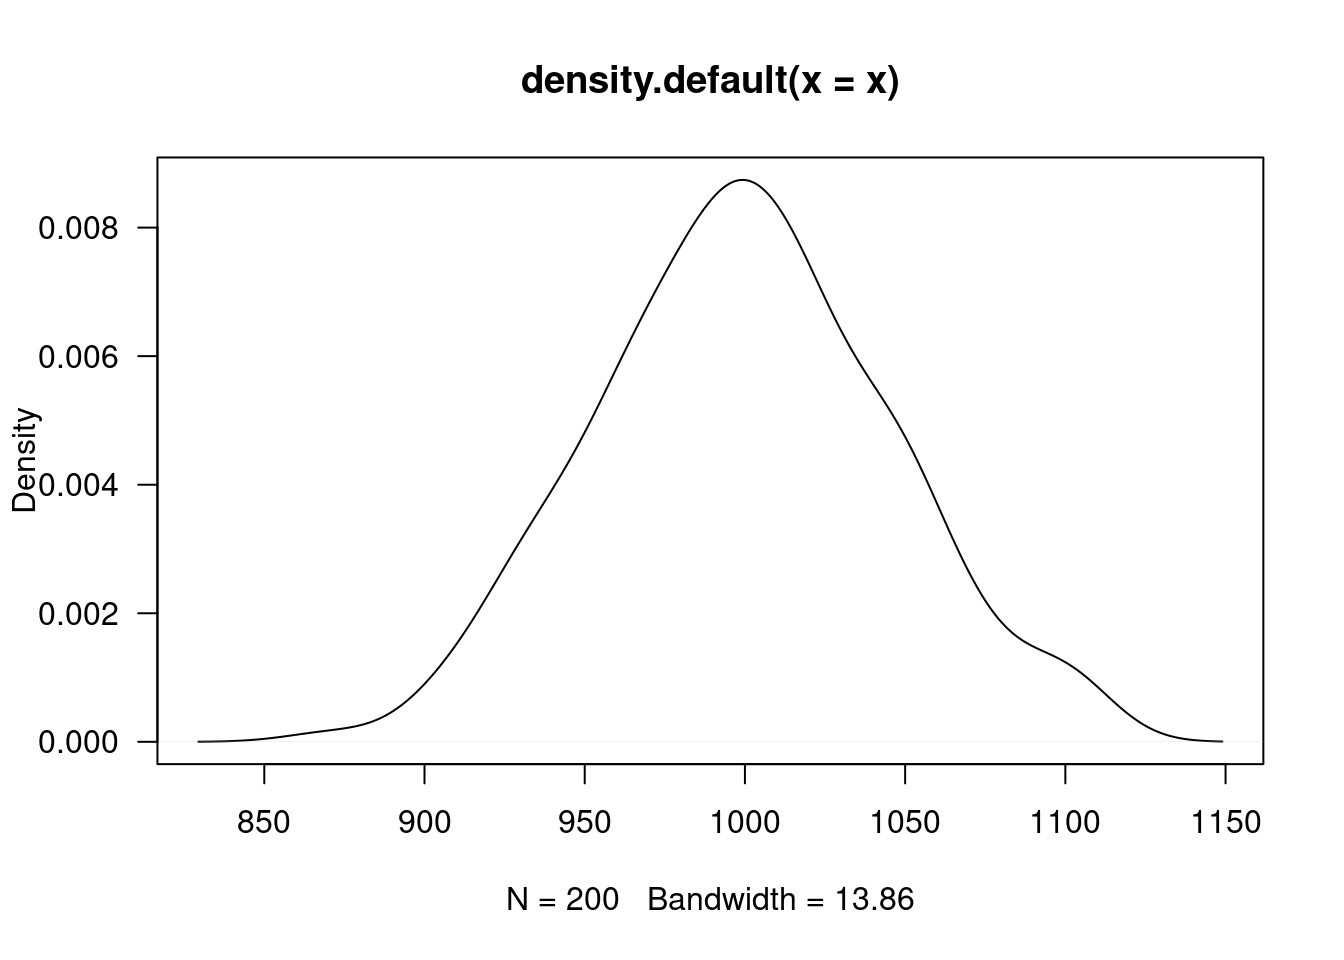 density.default(x = x)
Density
0.008
0.006
0.004
0.002
0.000
850 900 950 1000 1050 1100 1150
N = 200 Bandwidth = 13.86